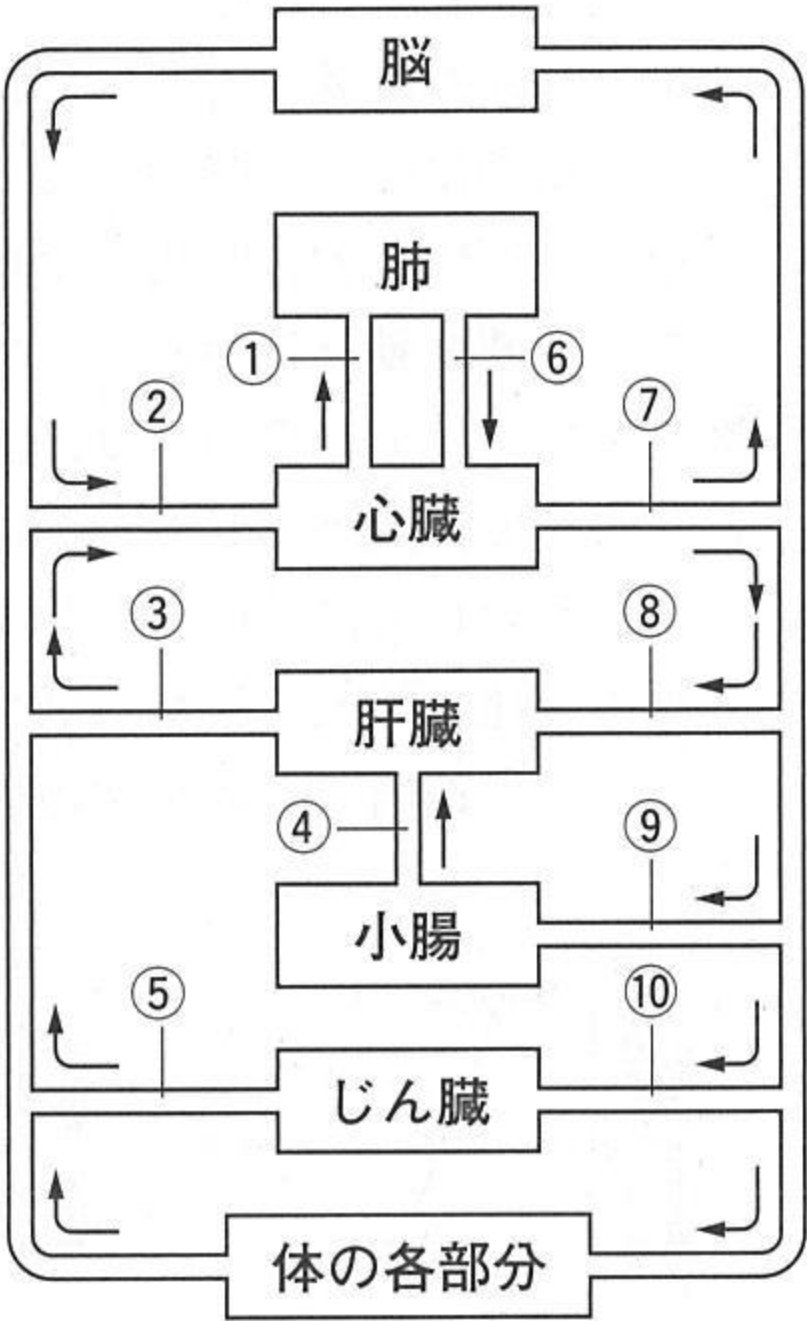 脳
肺
① ⑥
② ⑦
心臓
③ ⑧
肝臓
④ ⑨
小腸
⑤ ⑩
じん臓
体の各部分